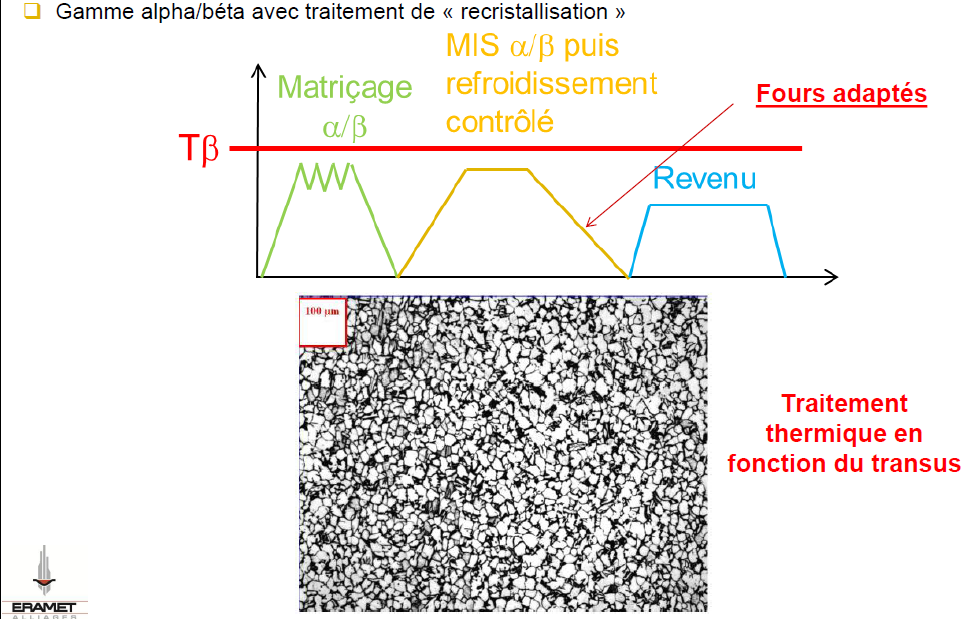 Gamme alpha/béta avec traitement de « recristallisation »
MIS α/β puis
refroidissement
contrôlé
Matriçage
α/β
Fours adaptés
Tβ
Revenu
100 µm
Traitement
thermique en
fonction du transus
ERAMET
ALLIAGES